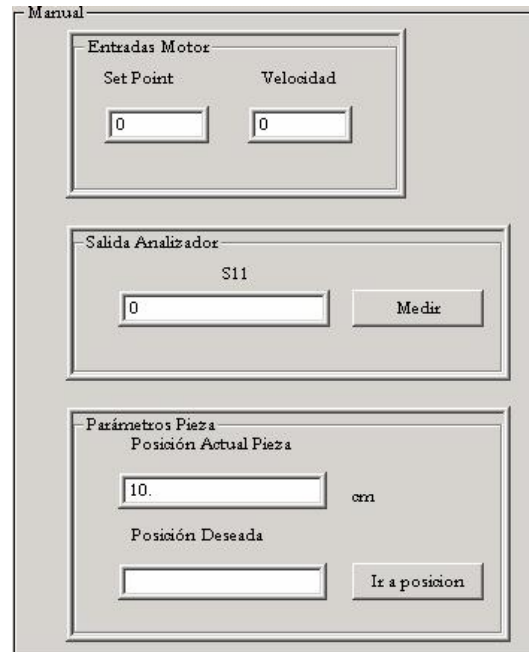 Manual
Entradas Motor
Set Point Velocidad
0 0
Salida Analizador
S11
0 Medir
Parámetros Pieza
Posición Actual Pieza
10. cm
Posición Deseada
Ir a posicion